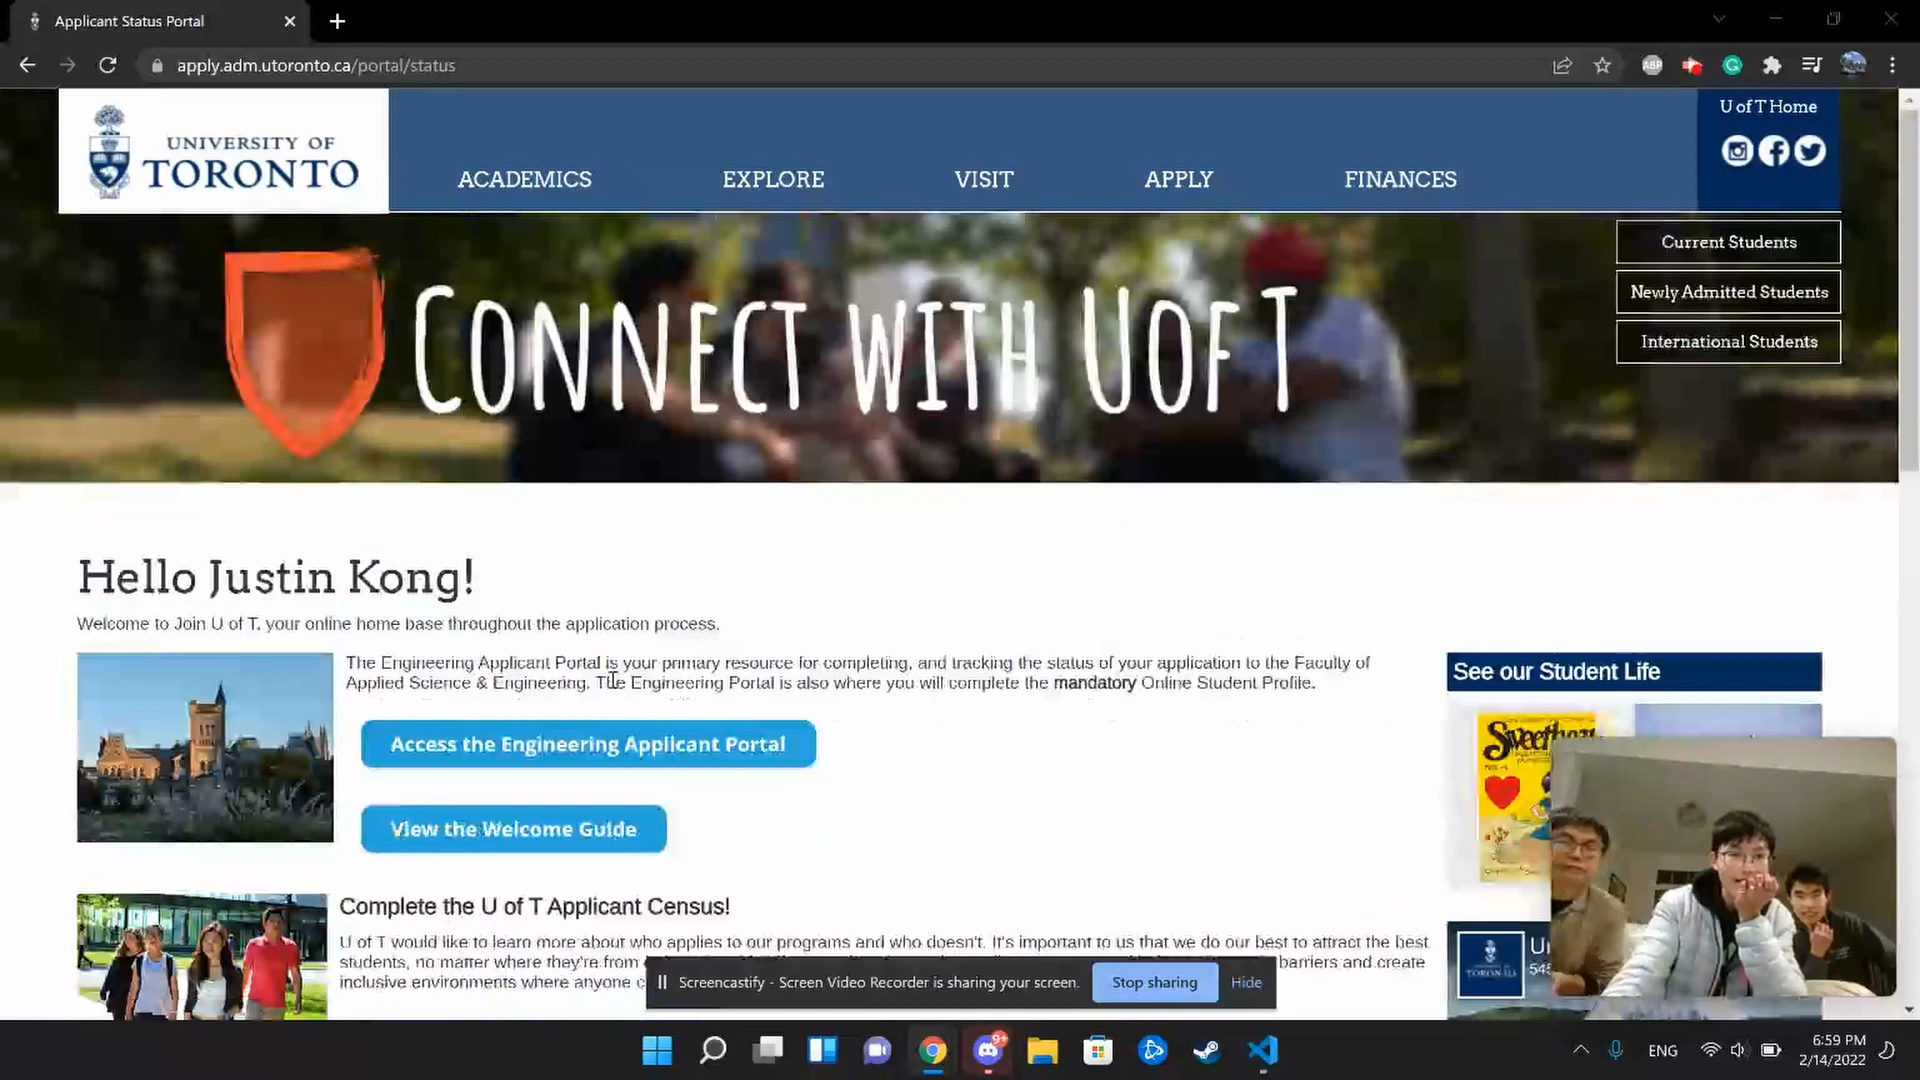 Applicant Status Portal
apply.adm.utoronto.ca/portal/status
ABP
UNIVERSITY OF
TORONTO
ACADEMICS
EXPLORE
VISIT
APPLY
FINANCES
U of T Home
Current Students
Newly Admitted Students
International Students
CONNECT WITH UOFT
Hello Justin Kong!
Welcome to Join U of T, your online home base throughout the application process.
The Engineering Applicant Portal is your primary resource for completing, and tracking the status of your application to the Faculty of
Applied Science & Engineering. The Engineering Portal is also where you will complete the mandatory Online Student Profile.
Access the Engineering Applicant Portal
View the Welcome Guide
See our Student Life
Complete the U of T Applicant Census!
U of T would like to learn more about who applies to our programs and who doesn't. It's important to us that we do our best to attract the best
students, no matter where they're from
barriers and create
inclusive environments where anyone c
Screencastify - Screen Video Recorder is sharing your screen.
Stop sharing
Hide
9+
ENG
6:59 PM
2/14/2022